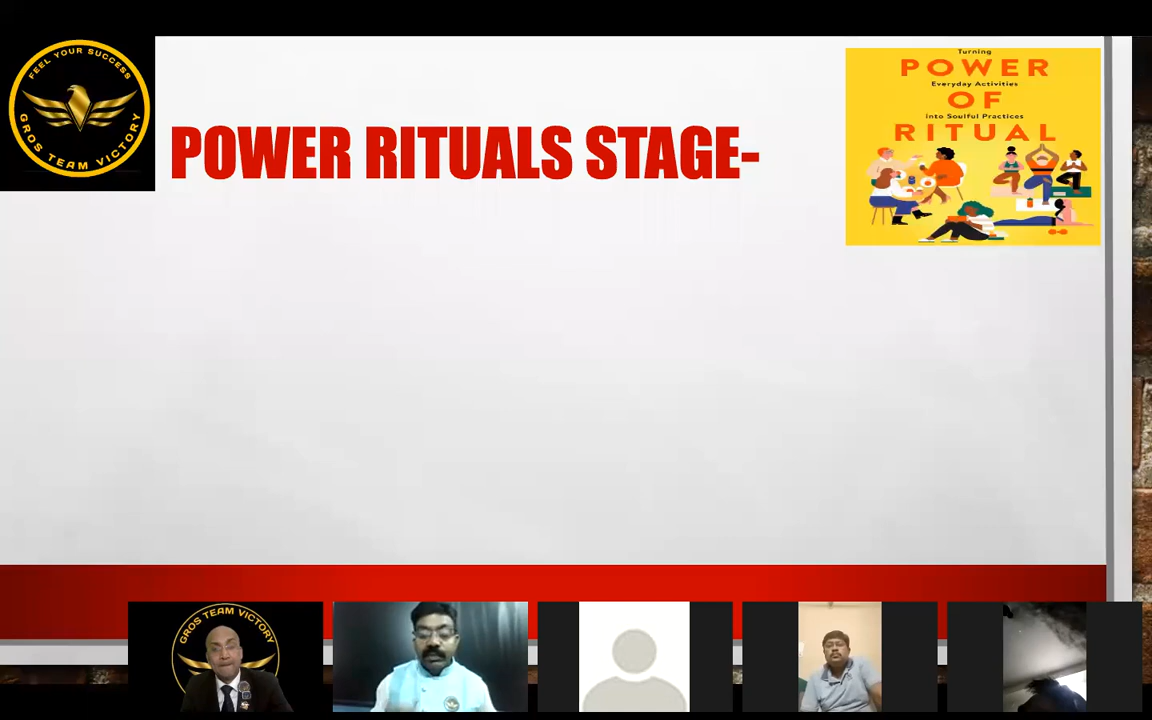 FEEL YOUR SUCCESS
GROS TEAM VICTORY
POWER RITUALS STAGE-
Turning
POWER
Everyday Activities
OF
into Soulful Practices
RITUAL
GROS TEAM VICTORY